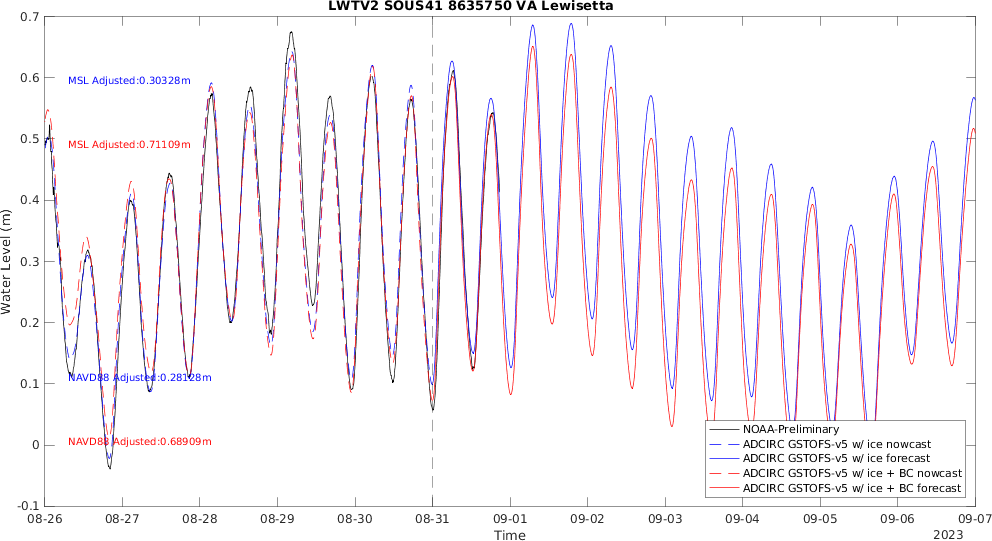 LWTV2 SOUS41 8635750 VA Lewisetta
0.7
0.6
0.5
0.4
0.3
0.2
0.1
0
-0.1
Water Level (m)
MSL Adjusted:0.30328m
MSL Adjusted:0.71109m
NAVD88 Adjusted:0.28128m
NAVD88 Adjusted:0.68909m
NOAA-Preliminary
ADCIRC GSTOFS-v5 w/ ice nowcast
ADCIRC GSTOFS-v5 w/ ice forecast
ADCIRC GSTOFS-v5 w/ ice + BC nowcast
ADCIRC GSTOFS-v5 w/ ice + BC forecast
08-26 08-27 08-28 08-29 08-30 08-31 09-01 09-02 09-03 09-04 09-05 09-06 09-07
Time
2023